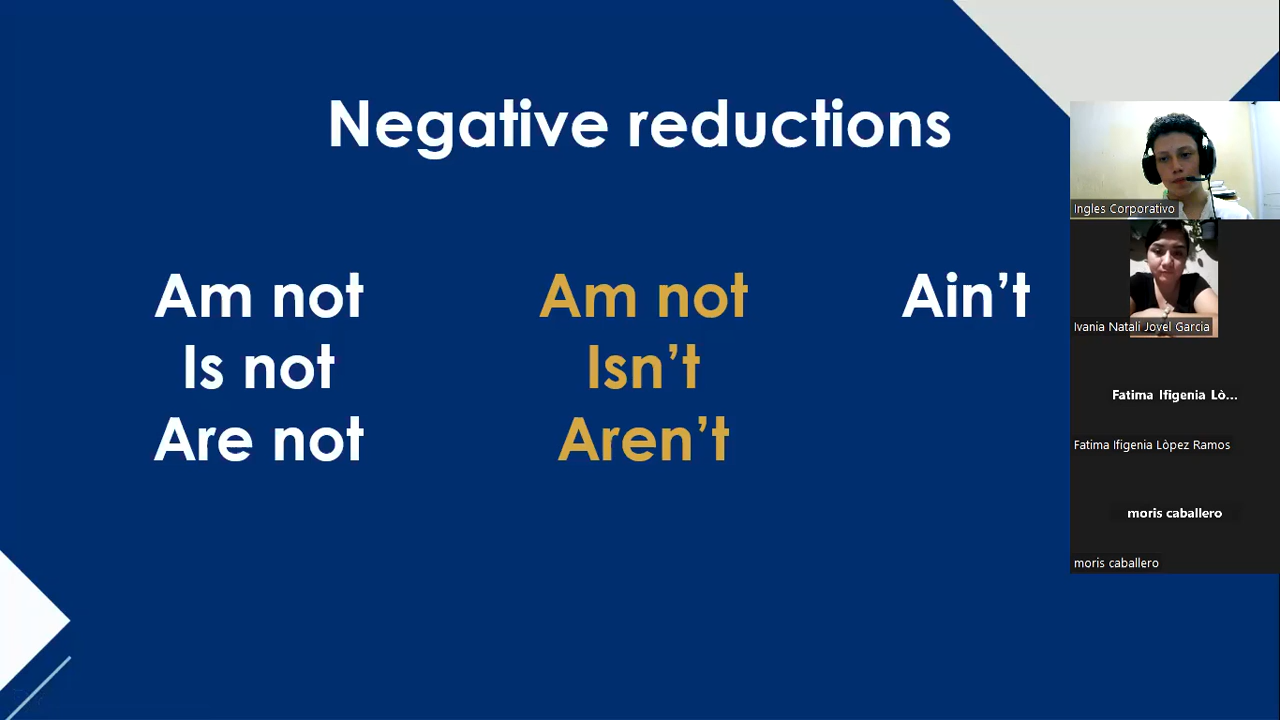 Negative reductions
Am not Am not Ain't
Is not Isn't
Are not Aren't
Ingles Corporativo
Ivania Natali Jovel Garcia
Fatima Ifigenia Lò...
Fatima Ifigenia Lòpez Ramos
moris caballero
moris caballero